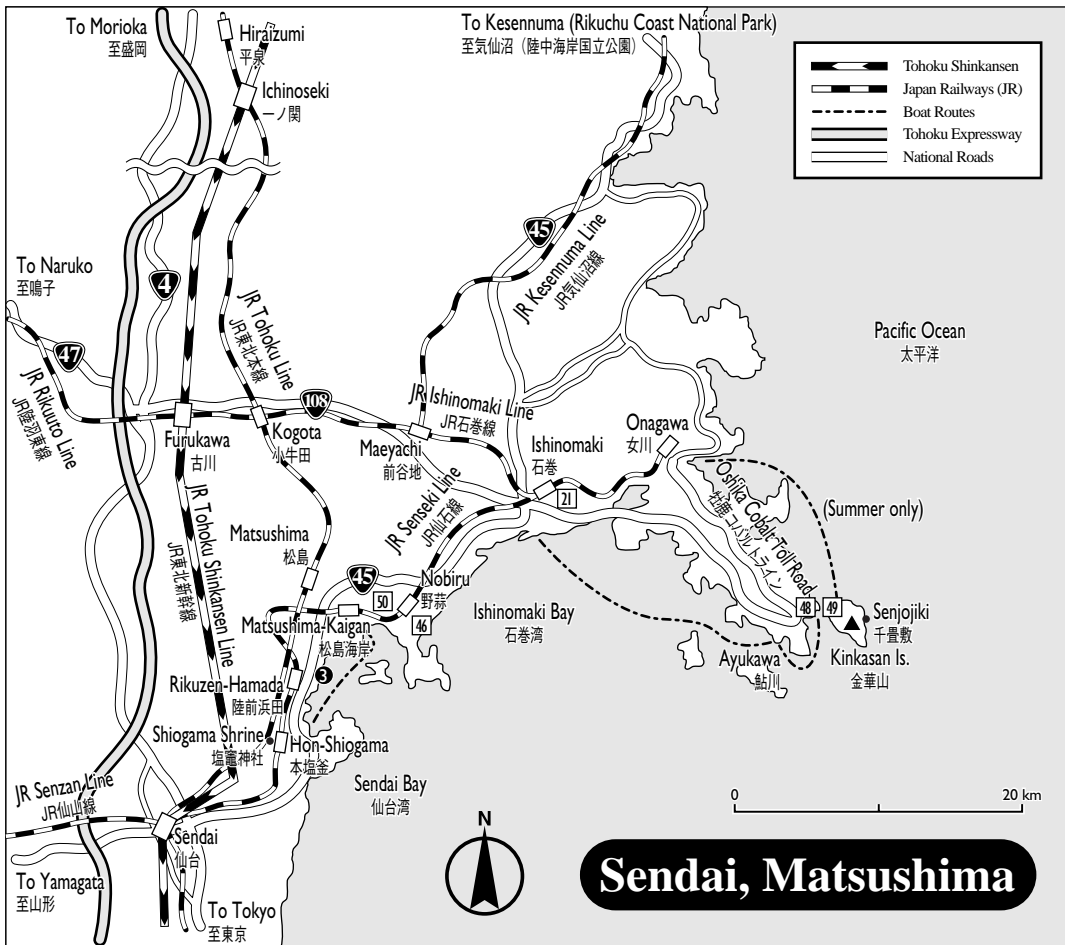 To Morioka
至盛岡
Hiraizumi
平泉
Ichinoseki
一ノ関
To Kesennuma (Rikuchu Coast National Park)
至気仙沼（陸中海岸国立公園）
Tohoku Shinkansen
Japan Railways (JR)
Boat Routes
Tohoku Expressway
National Roads
To Naruko
至鳴子
4
47
45
JR Kesennuma Line
JR気仙沼線
JR Tohoku Line
JR東北本線
Pacific Ocean
太平洋
JR Rikuuto Line
JR陸羽東線
108
JR Ishinomaki Line
JR石巻線
Furukawa
古川
Kogota
小牛田
Maeyachi
前谷地
Ishinomaki
石巻
21
Onagawa
女川
JR Senseki Line
JR仙石線
Oshika Cobalt Toll Road
牡鹿コバルトライン
(Summer only)
JR Tohoku Shinkansen Line
JR東北新幹線
Matsushima
松島
45
50
Nobiru
野蒜
46
Matsushima-Kaigan
松島海岸
Ishinomaki Bay
石巻湾
48
49
Senjojiki
千畳敷
Ayukawa
鮎川
Kinkasan Is.
金華山
Rikuzen-Hamada
陸前浜田
3
Shiogama Shrine
塩竈神社
Hon-Shiogama
本塩釜
Sendai Bay
仙台湾
JR Senzan Line
JR仙山線
Sendai
仙台
To Yamagata
至山形
To Tokyo
至東京
N
0
20 km
Sendai, Matsushima